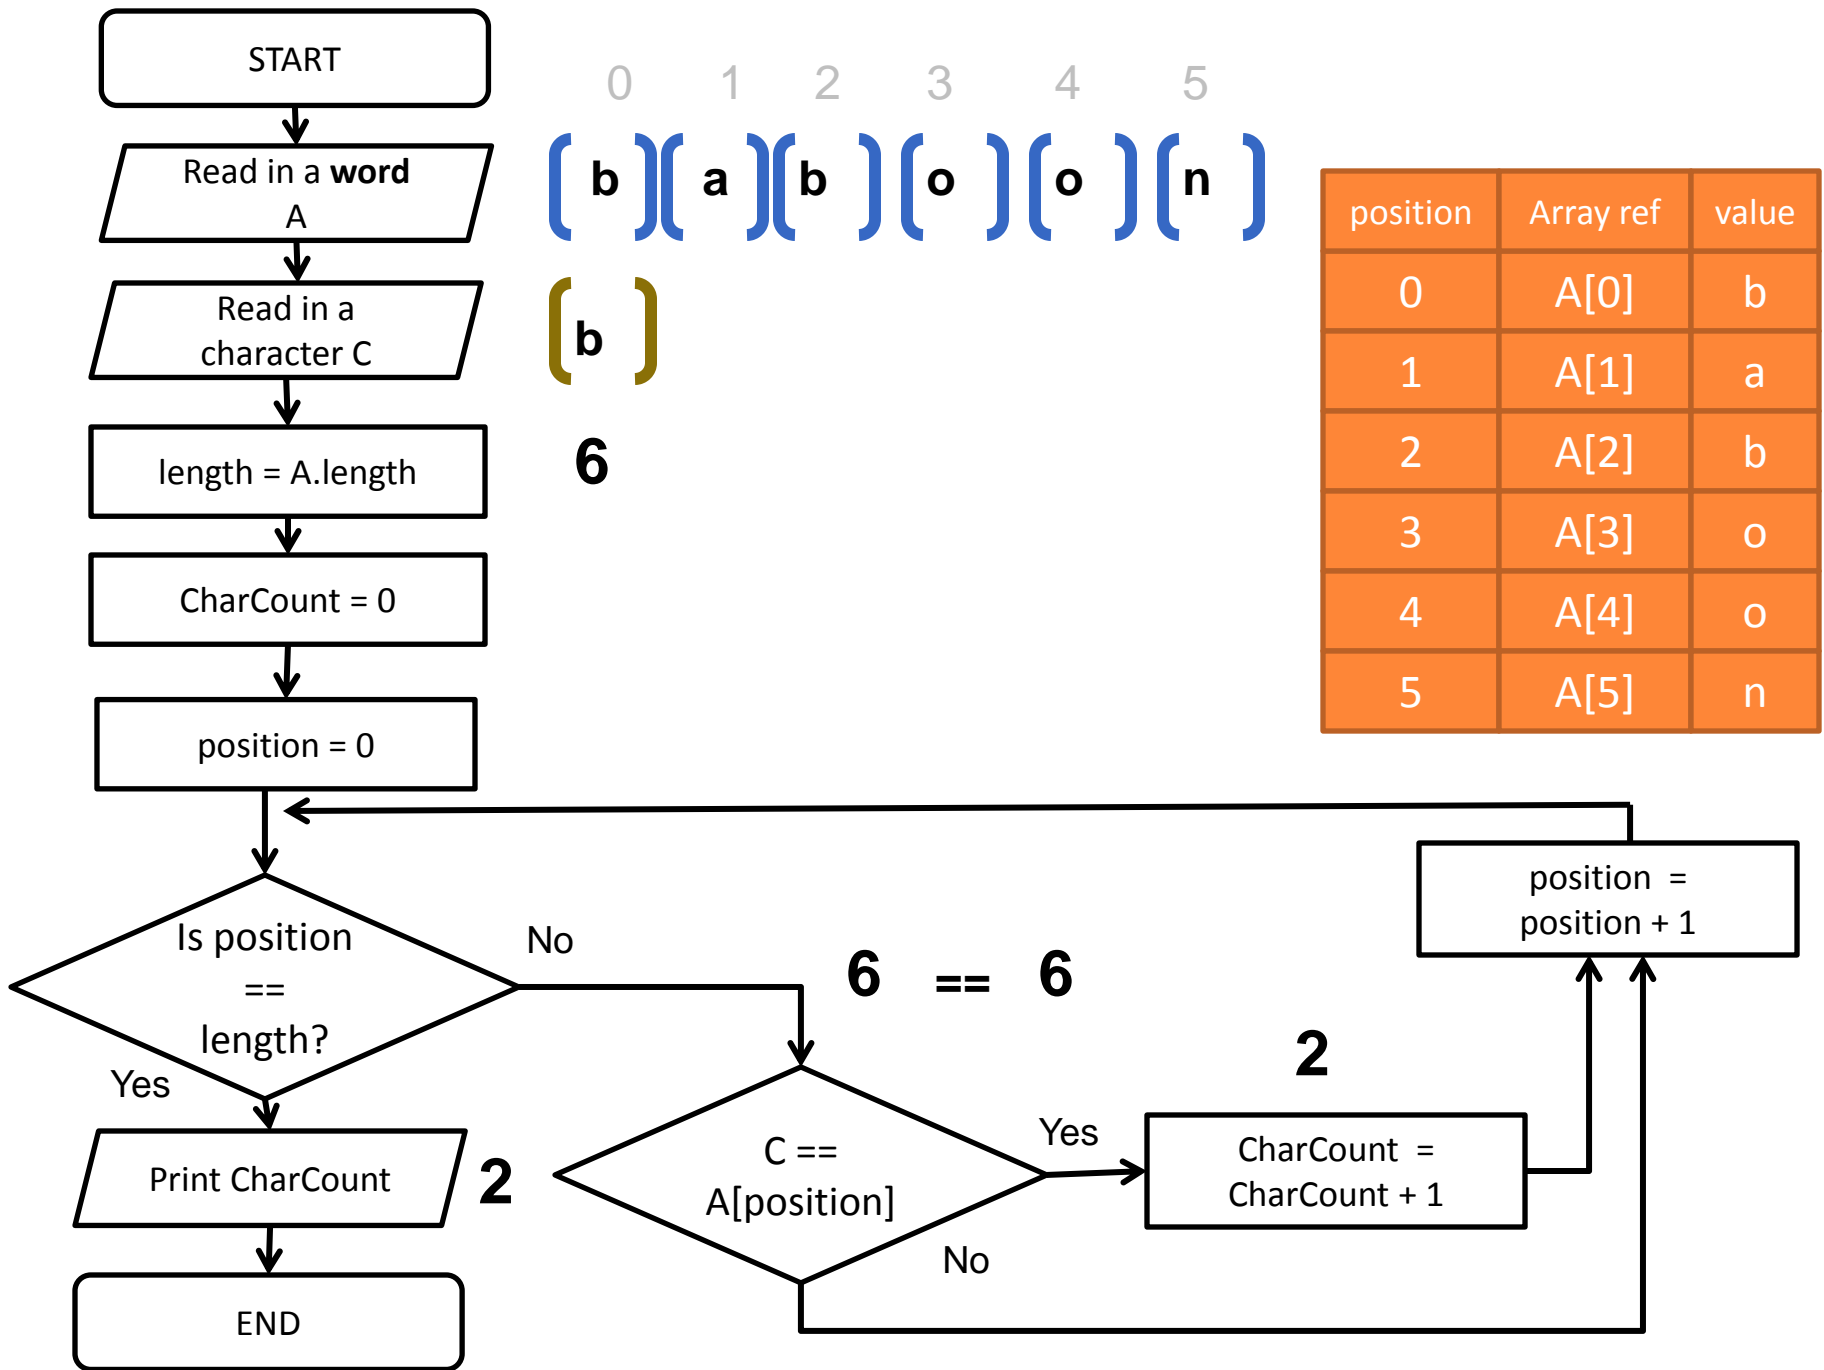 START
0 1 2 3 4 5
Read in a word
A
b a b o o n
Read in a
character C
b
length = A.length
6
CharCount = 0
position = 0
position Array ref value
0 A[0] b
1 A[1] a
2 A[2] b
3 A[3] o
4 A[4] o
5 A[5] n
Is position
==
length?
No
Yes
6 == 6
position =
position + 1
2
C ==
A[position]
Yes
No
CharCount =
CharCount + 1
Print CharCount
2
END